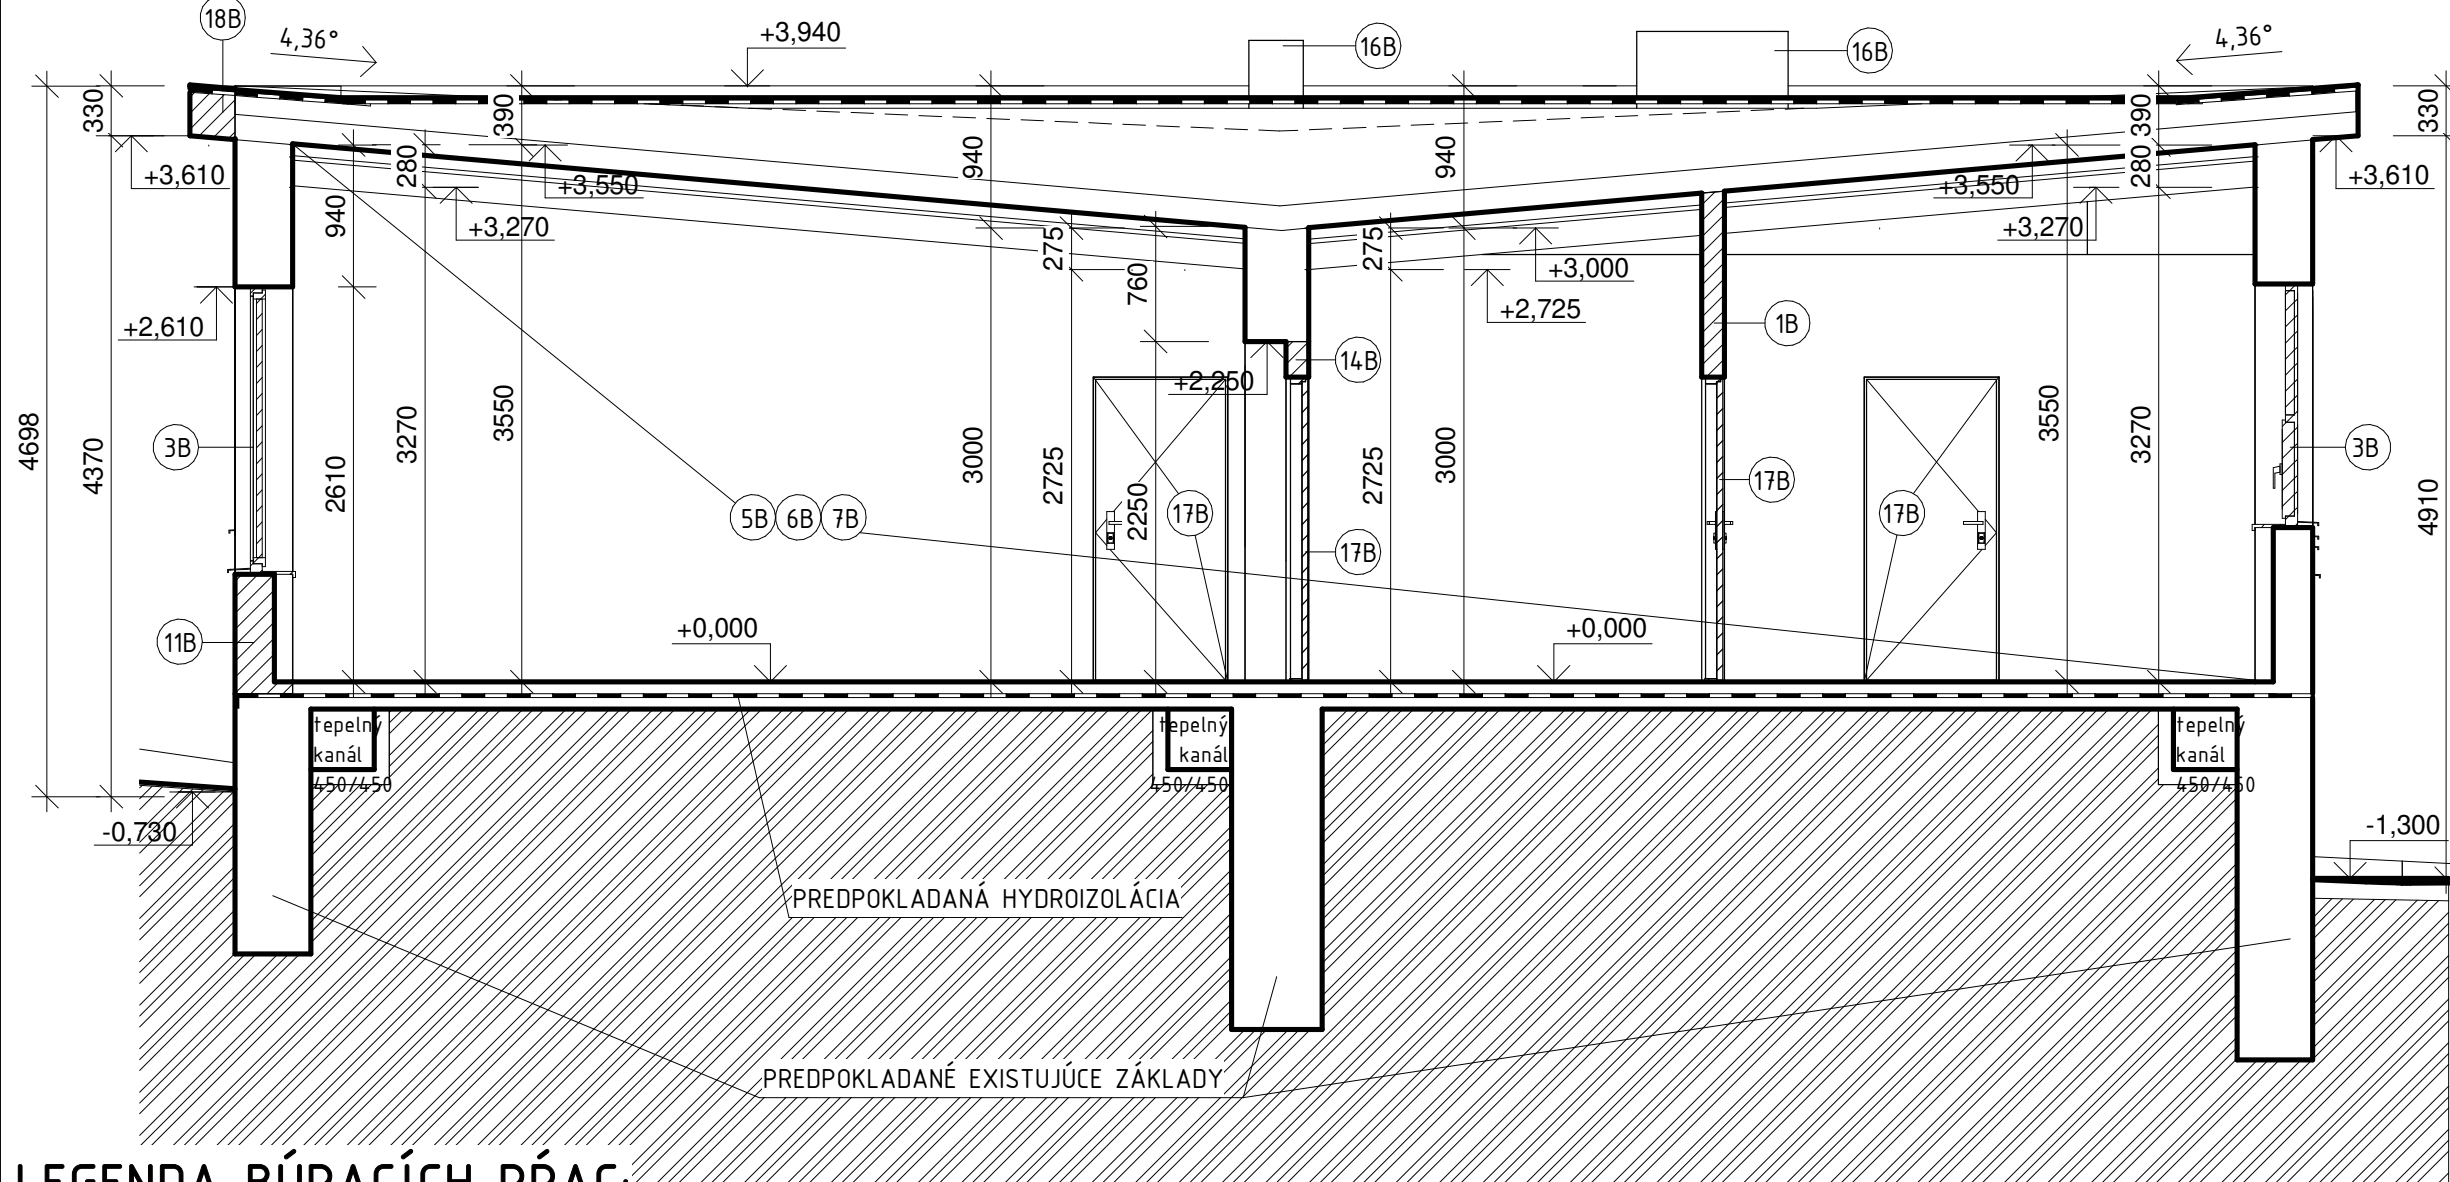 18B
4,36°
+3,940
16B
16B
4,36°
330
390
940
940
390
330
280
280
+3,610
+3,550
+3,270
940
275
275
760
+3,550
+3,270
+3,610
+3,000
+2,725
+2,610
+2,250
14B
1B
4698
4370
3B
2610
3270
3550
3000
2725
2250
2725
3000
3550
3270
3B
4910
5B 6B 7B
17B
17B
17B
17B
11B
+0,000
+0,000
tepelný
kanál
450/450
tepelný
kanál
450/450
tepelný
kanál
450/450
-0,730
-1,300
PREDPOKLADANÁ HYDROIZOLÁCIA
PREDPOKLADANÉ EXISTUJÚCE ZÁKLADY
LEGENDA BÚRACÍCH PRÁC: